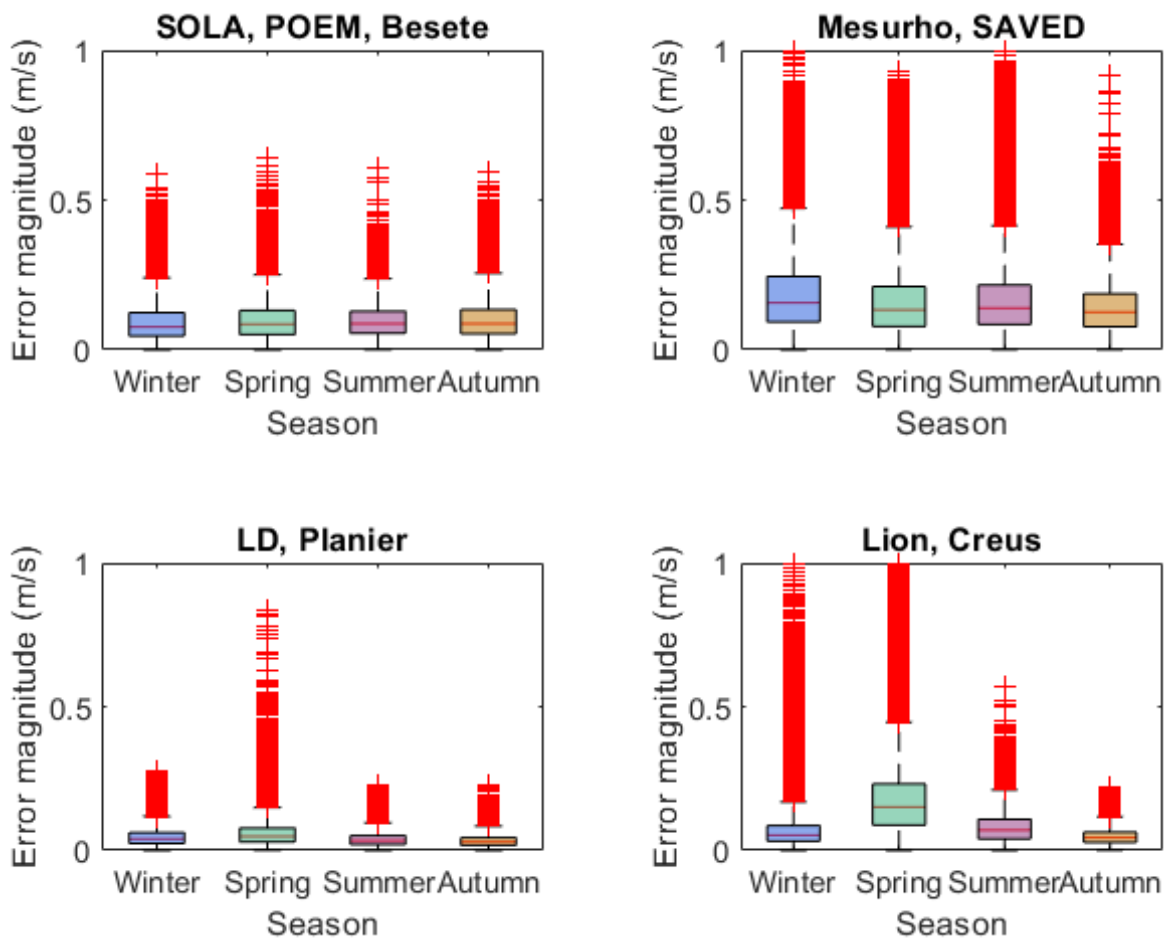 SOLA, POEM, Besete
Error magnitude (m/s)
1
0.5
0
Winter Spring Summer Autumn
Season
Mesurho, SAVED
Error magnitude (m/s)
1
0.5
0
Winter Spring Summer Autumn
Season
LD, Planier
Error magnitude (m/s)
1
0.5
0
Winter Spring Summer Autumn
Season
Lion, Creus
Error magnitude (m/s)
1
0.5
0
Winter Spring Summer Autumn
Season